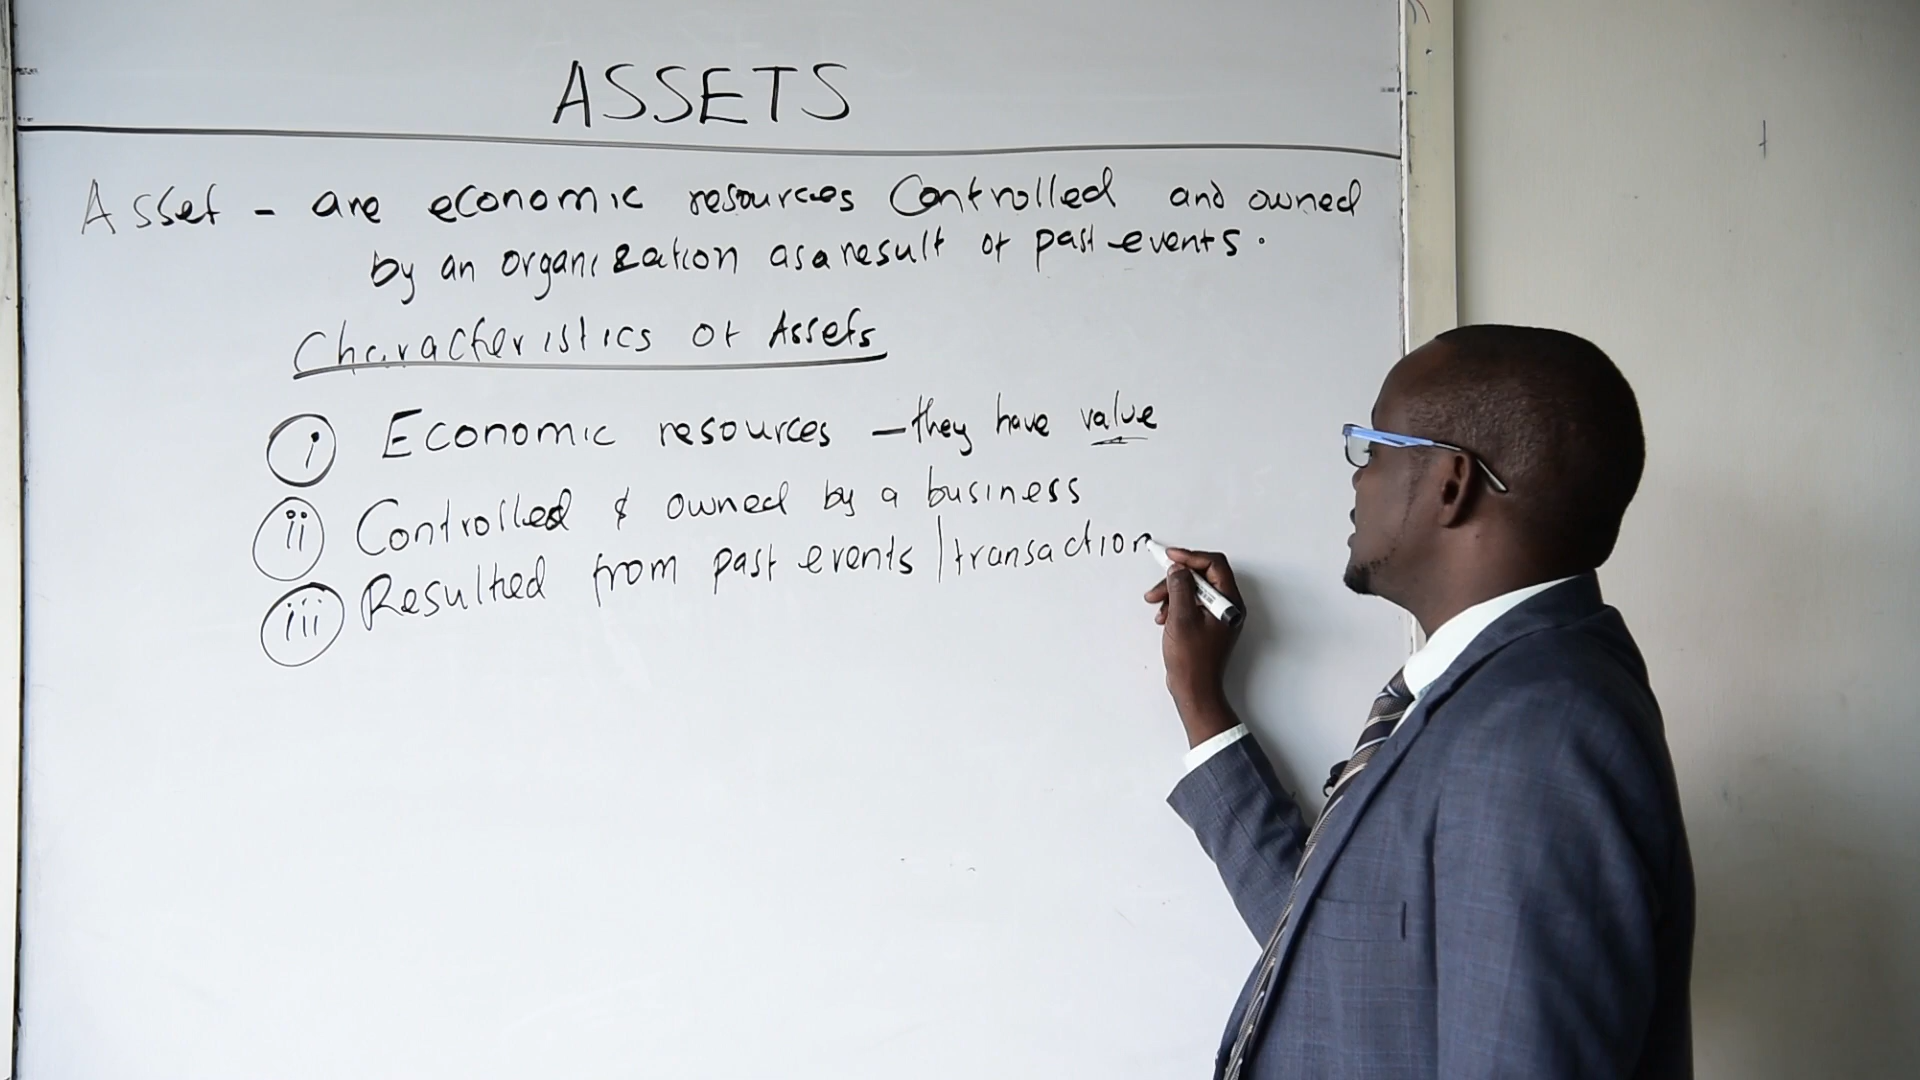 ASSETS
Asset - are economic resources Controlled and owned
by an organization as a result of past events.
Characteristics of Assets
i Economic resources - they have value
ii Controlled & owned by a business
iii Resulted from past events / transaction